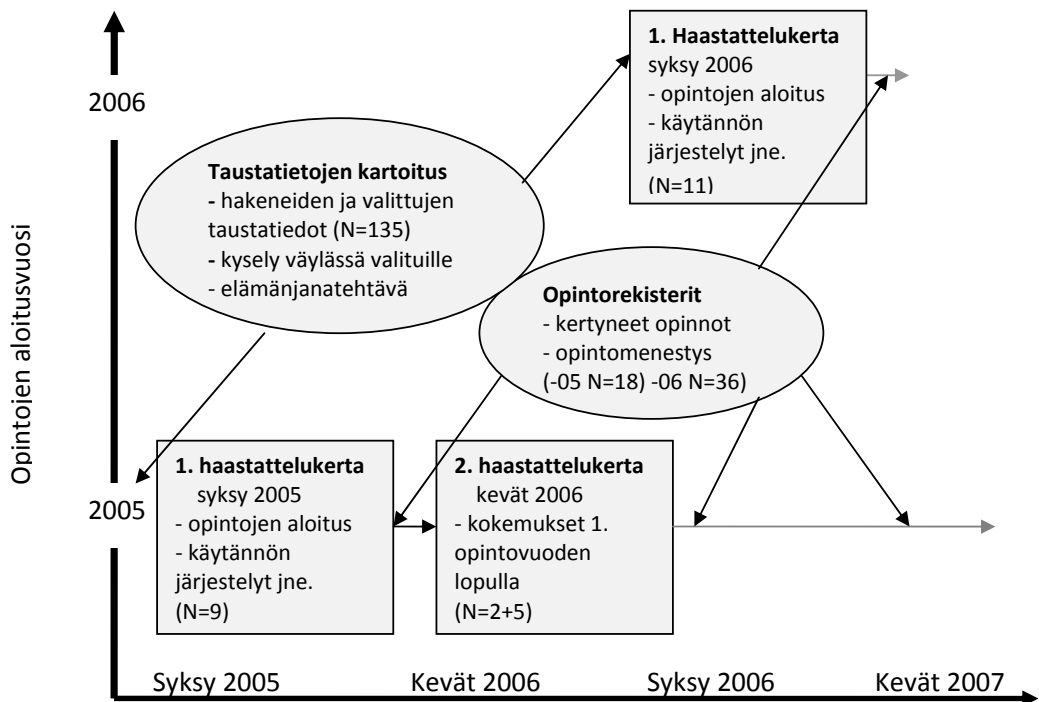 Opintojen aloitusvuosi
2006
2005
1. Haastattelukerta
syksy 2006
- opintojen aloitus
- käytännön
järjestelyt jne.
(N=11)
Taustatietojen kartoitus
- hakeneiden ja valittujen
taustatiedot (N=135)
- kysely väylässä valituille
- elämänjanatehtävä
Opintorekisterit
- kertyneet opinnot
- opintomenestys
(-05 N=18) -06 N=36)
1. haastattelukerta
syksy 2005
- opintojen aloitus
- käytännön
järjestelyt jne.
(N=9)
2. haastattelukerta
kevät 2006
- kokemukset 1.
opintovuoden
lopulla
(N=2+5)
Syksy 2005
Kevät 2006
Syksy 2006
Kevät 2007